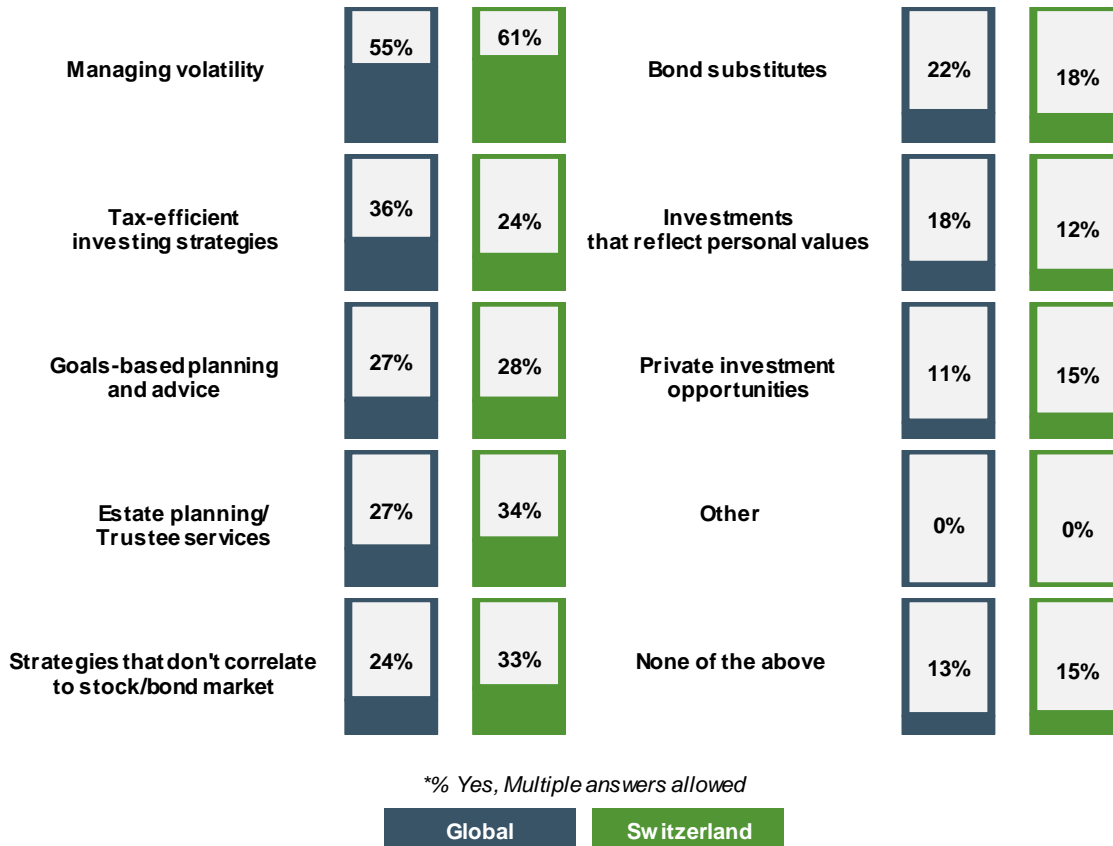 Managing volatility
55%
61%
Tax-efficient
investing strategies
36%
24%
Goals-based planning
and advice
27%
28%
Estate planning/
Trustee services
27%
34%
Strategies that don't correlate
to stock/bond market
24%
33%
Bond substitutes
22%
18%
Investments
that reflect personal values
18%
12%
Private investment
opportunities
11%
15%
Other
0%
0%
None of the above
13%
15%
*% Yes, Multiple answers allowed
Global
Switzerland